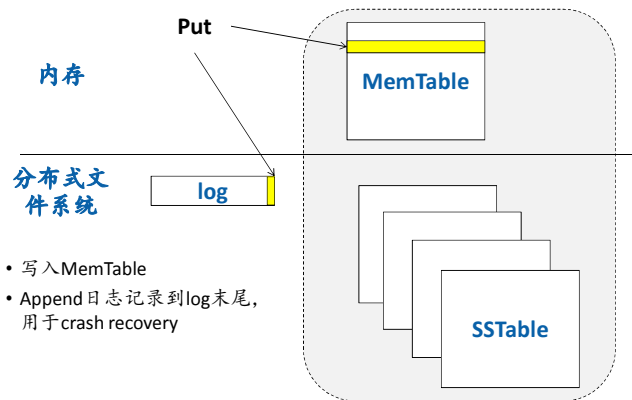 Put
内存
MemTable
分布式文
件系统
log
• 写入MemTable
• Append日志记录到log末尾,
用于crash recovery
SSTable